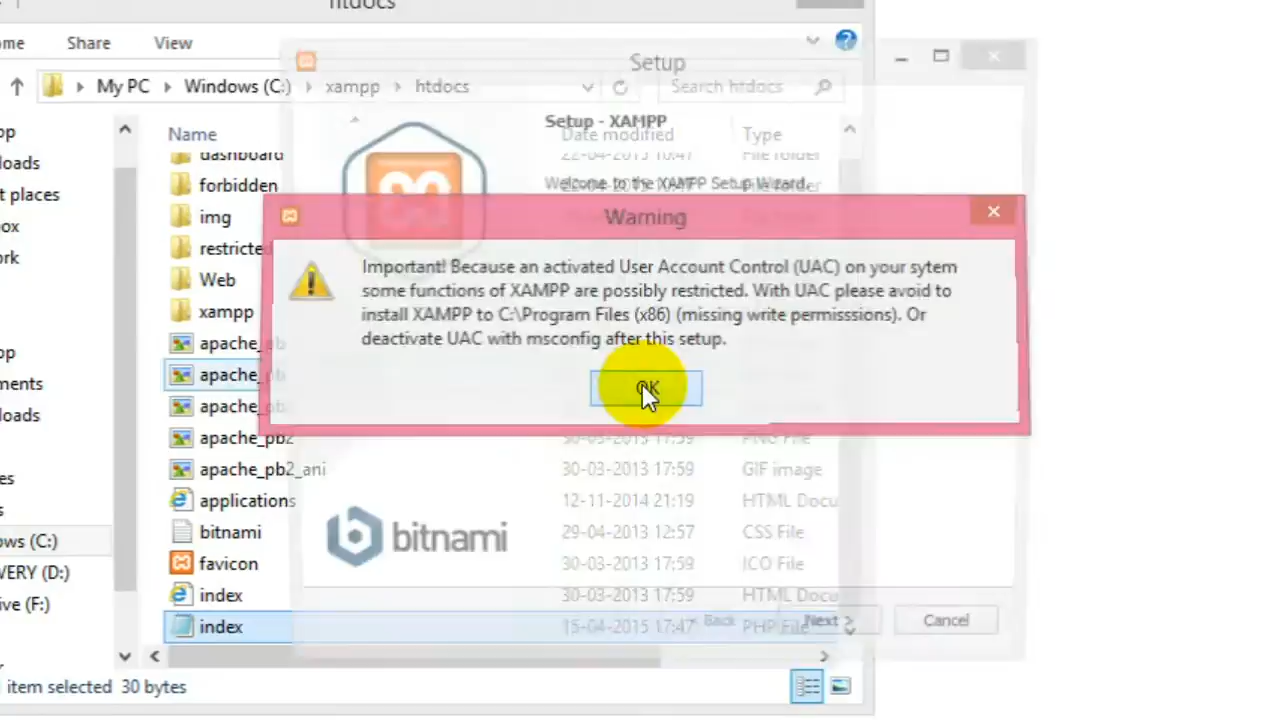 htdocs
ome
Share
View
My PC
Windows (C:)
xampp
htdocs
Search htdocs
Setup
Setup - XAMPP
Welcome to the XAMPP Setup Wizard.
Name
Date modified
Type
dashboard
22-04-2015 10:47
File folder
forbidden
img
restricted
Web
xampp
Warning
Important! Because an activated User Account Control (UAC) on your sytem
some functions of XAMPP are possibly restricted. With UAC please avoid to
install XAMPP to C:\Program Files (x86) (missing write permisssions). Or
deactivate UAC with msconfig after this setup.
OK
apache_pb
apache_pb
apache_pb
apache_pb2
30-03-2013 17:59
PNG File
apache_pb2_ani
30-03-2013 17:59
GIF image
applications
12-11-2014 21:19
HTML Docu
bitnami
29-04-2013 12:57
CSS File
favicon
30-03-2013 17:59
ICO File
index
30-03-2013 17:59
HTML Docu
index
15-04-2015 17:47
PHP File
bitnami
Back
Next >
Cancel
op
loads
t places
ox
ork
op
ments
loads
es
s
ows (C:)
VERY (D:)
ive (F:)
item selected
30 bytes